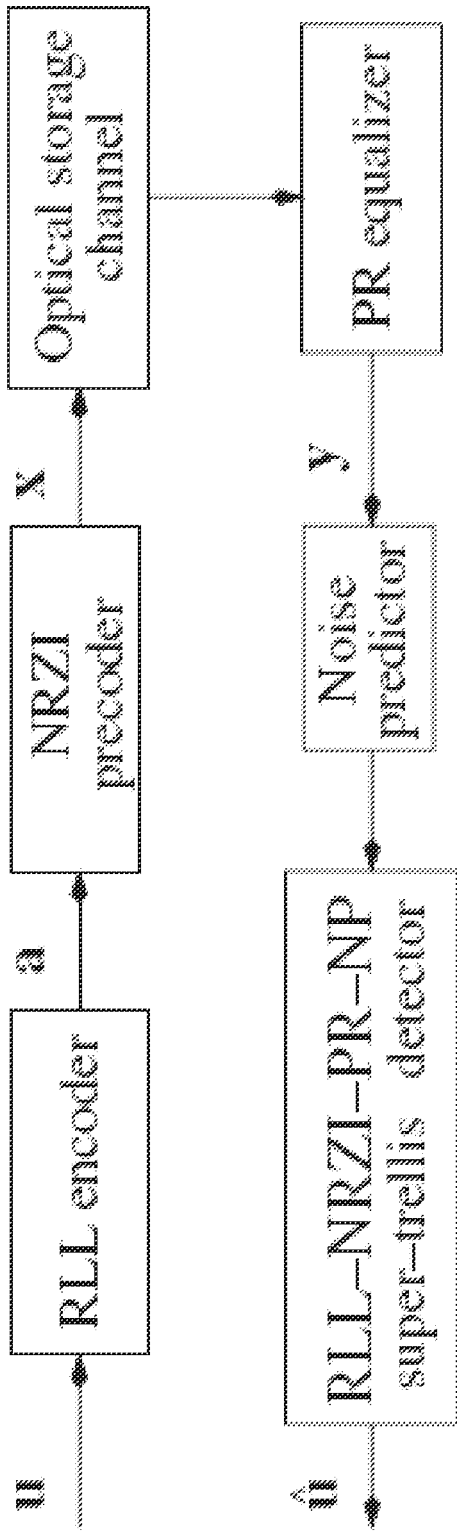 u
RLL encoder
a
NRZI
precoder
x
Optical storage
channel
PR equalizer
y
Noise
predictor
RLL–NRZI–PR–NP
super–trellis detector
û